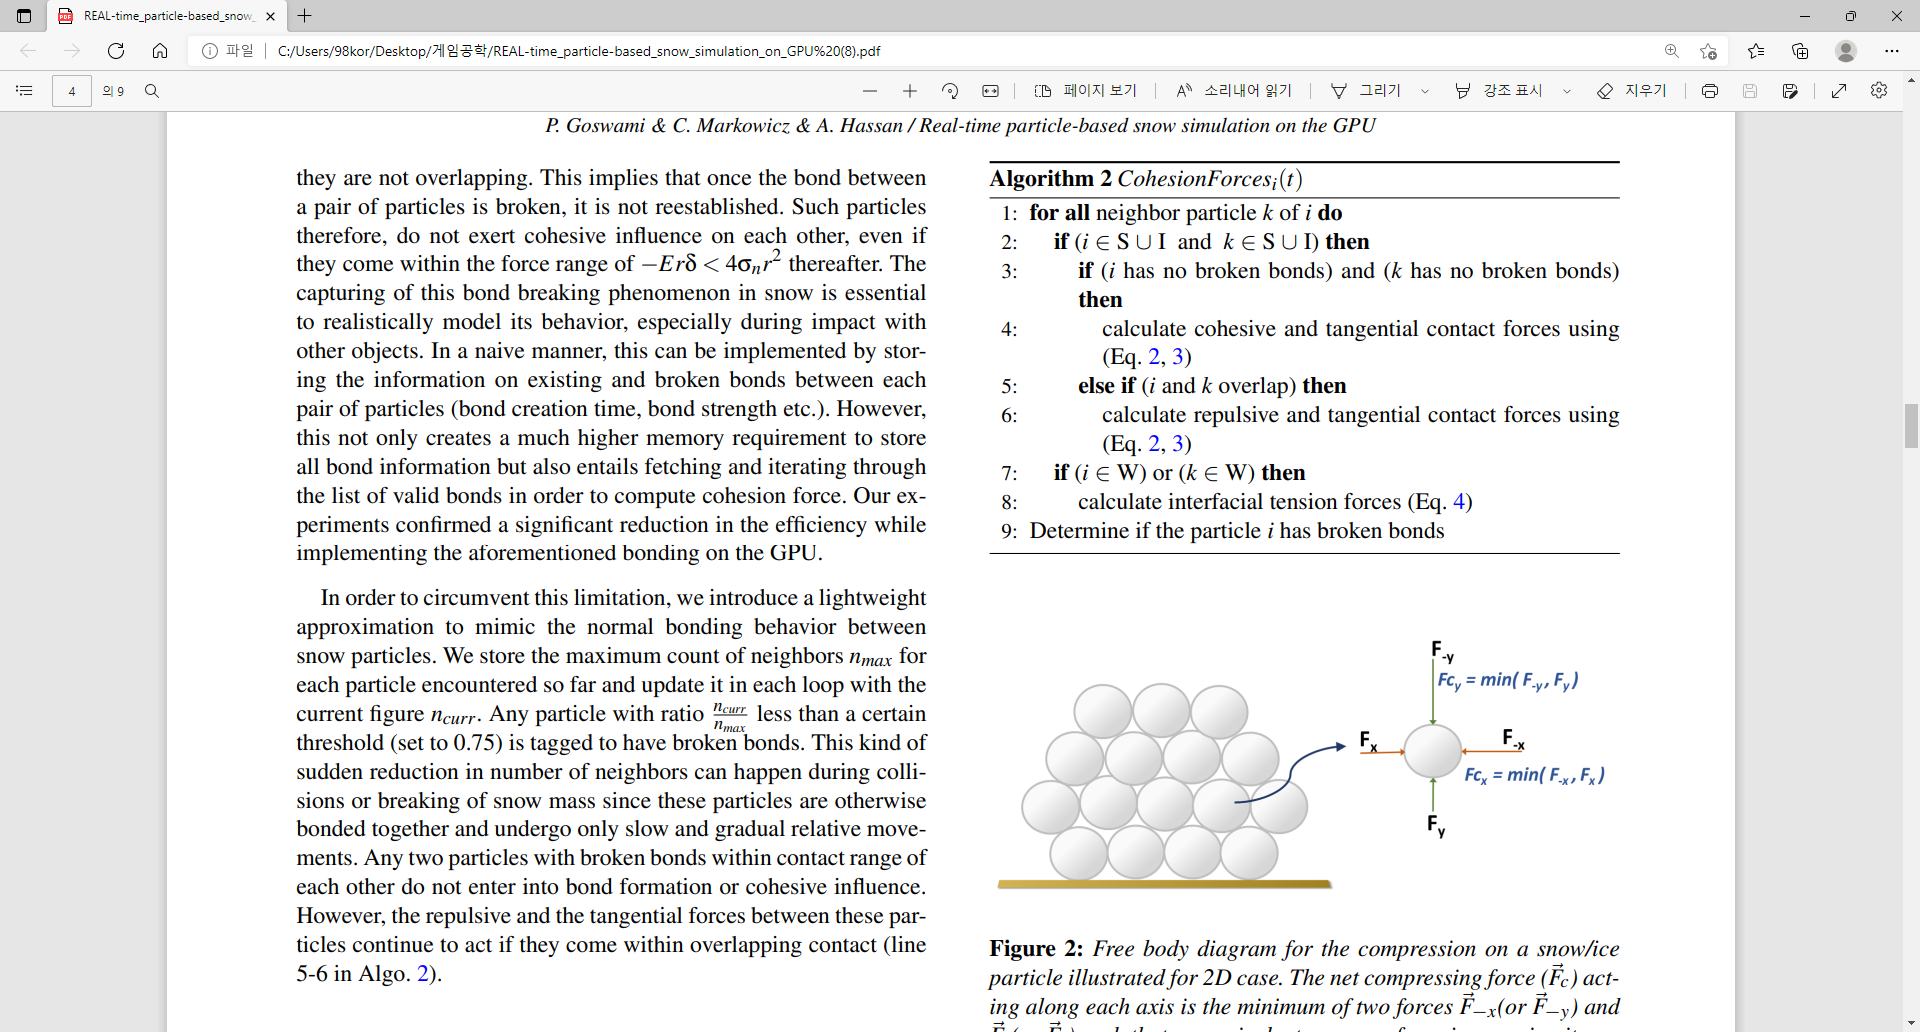 REAL-time_particle-based_snow_
파일
C:/Users/98kor/Desktop/게임공학/REAL-time_particle-based_snow_simulation_on_GPU%20(8).pdf
4 의 9
페이지 보기
소리내어 읽기
그리기
강조 표시
지우기
P. Goswami & C. Markowicz & A. Hassan / Real-time particle-based snow simulation on the GPU
they are not overlapping. This implies that once the bond between
a pair of particles is broken, it is not reestablished. Such particles
therefore, do not exert cohesive influence on each other, even if
they come within the force range of −Erδ < 4σₙr² thereafter. The
capturing of this bond breaking phenomenon in snow is essential
to realistically model its behavior, especially during impact with
other objects. In a naive manner, this can be implemented by stor-
ing the information on existing and broken bonds between each
pair of particles (bond creation time, bond strength etc.). However,
this not only creates a much higher memory requirement to store
all bond information but also entails fetching and iterating through
the list of valid bonds in order to compute cohesion force. Our ex-
periments confirmed a significant reduction in the efficiency while
implementing the aforementioned bonding on the GPU.
In order to circumvent this limitation, we introduce a lightweight
approximation to mimic the normal bonding behavior between
snow particles. We store the maximum count of neighbors nmax for
each particle encountered so far and update it in each loop with the
current figure ncurr. Any particle with ratio ncurr/nmax less than a certain
threshold (set to 0.75) is tagged to have broken bonds. This kind of
sudden reduction in number of neighbors can happen during colli-
sions or breaking of snow mass since these particles are otherwise
bonded together and undergo only slow and gradual relative move-
ments. Any two particles with broken bonds within contact range of
each other do not enter into bond formation or cohesive influence.
However, the repulsive and the tangential forces between these par-
ticles continue to act if they come within overlapping contact (line
5-6 in Algo. 2).
Algorithm 2 CohesionForcesᵢ(t)
1: for all neighbor particle k of i do
2: if (i ∈ S ∪ I and k ∈ S ∪ I) then
3: if (i has no broken bonds) and (k has no broken bonds)
then
4: calculate cohesive and tangential contact forces using
(Eq. 2, 3)
5: else if (i and k overlap) then
6: calculate repulsive and tangential contact forces using
(Eq. 2, 3)
7: if (i ∈ W) or (k ∈ W) then
8: calculate interfacial tension forces (Eq. 4)
9: Determine if the particle i has broken bonds
F-y
Fcy = min( F-y, Fy)
Fx
F-x
Fcx = min( F-x, Fx)
Fy
Figure 2: Free body diagram for the compression on a snow/ice
particle illustrated for 2D case. The net compressing force (F⃗c) act-
ing along each axis is the minimum of two forces F⃗−x(or F⃗−y) and